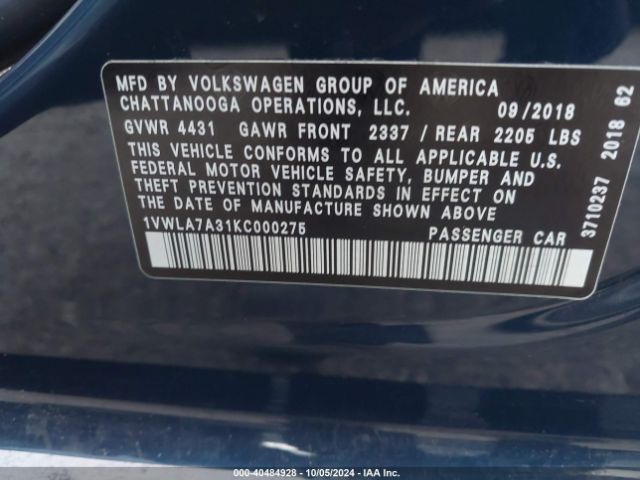 MFD BY VOLKSWAGEN GROUP OF AMERICA
CHATTANOOGA OPERATIONS, LLC. 09/2018
GVWR 4431 GAWR FRONT 2337 / REAR 2205 LBS
THIS VEHICLE CONFORMS TO ALL APPLICABLE U.S.
FEDERAL MOTOR VEHICLE SAFETY, BUMPER AND
THEFT PREVENTION STANDARDS IN EFFECT ON
THE DATE OF MANUFACTURE SHOWN ABOVE
1VWLA7A31KC000275 PASSENGER CAR
3710237 2018 62
000-40484928 - 10/05/2024 - IAA Inc.